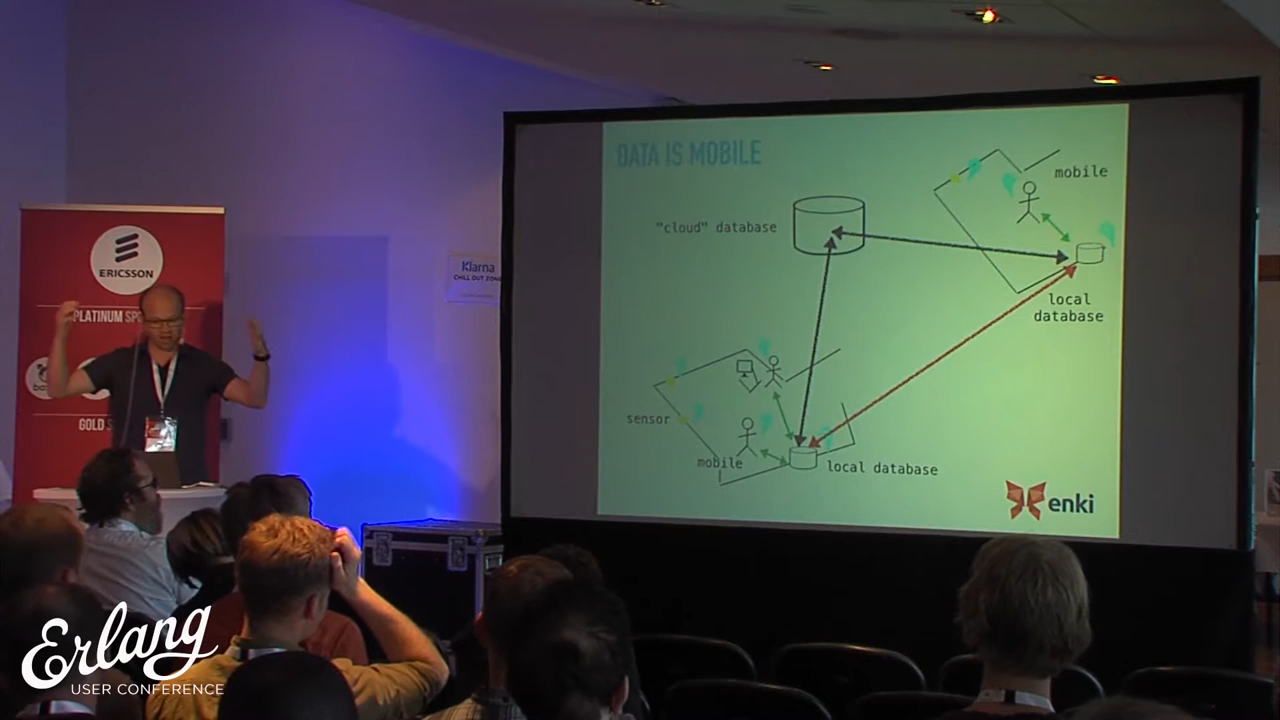 DATA IS MOBILE
mobile
"cloud" database
local
database
sensor
mobile
local database
enki
ERICSSON
PLATINUM
GOLD
Klarna
CHILL OUT ZONE
Erlang
USER CONFERENCE